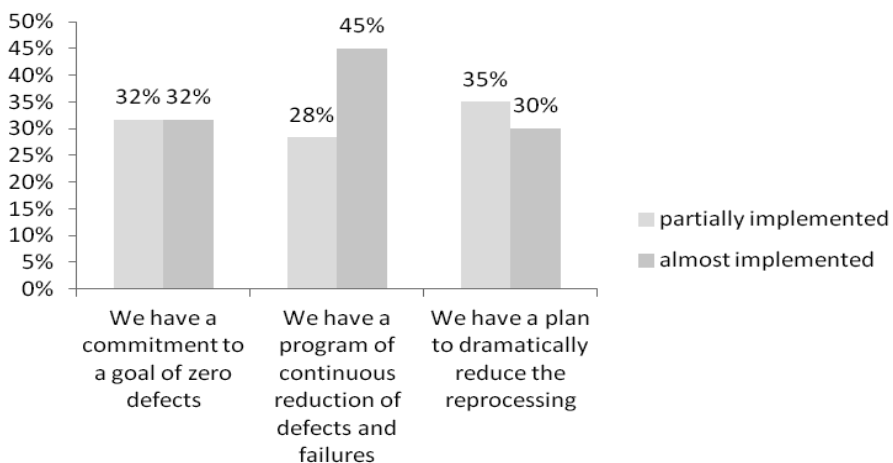 50%
45%
40%
35%
30%
25%
20%
15%
10%
5%
0%
32% 32%
28%
45%
35%
30%
We have a
commitment to
a goal of zero
defects
We have a
program of
continuous
reduction of
defects and
failures
We have a plan
to dramatically
reduce the
reprocessing
partially implemented
almost implemented